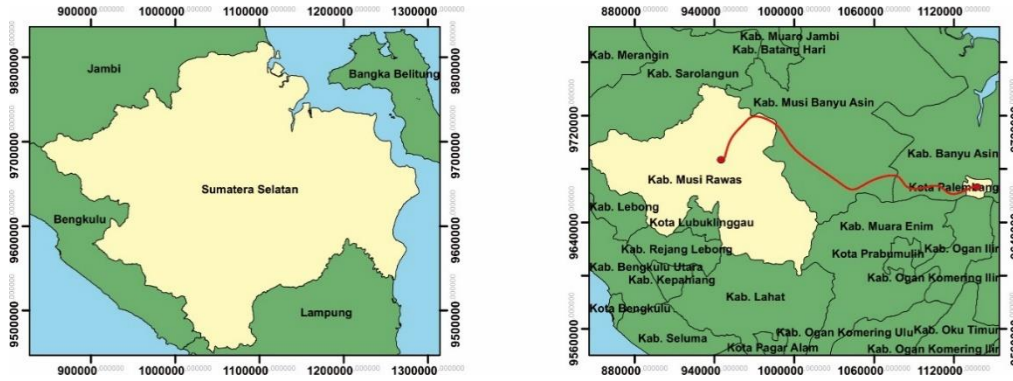 900000 1000000 1100000 1200000 1300000
9800000
9700000
9600000
9500000
Jambi
Bangka Belitung
Sumatera Selatan
Bengkulu
Lampung
9800000
9700000
9600000
9500000
900000 1000000 1100000 1200000 1300000
880000 940000 1000000 1060000 1120000
9720000
9640000
9560000
Kab. Muaro Jambi
Kab. Batang Hari
Kab. Merangin
Kab. Sarolangun
Kab. Musi Banyu Asin
Kab. Banyu Asin
Kab. Musi Rawas
Kota Palembang
Kab. Lebong
Kota Lubuklinggau
Kab. Muara Enim
Kab. Rejang Lebong
Kota Prabumulin
Kab. Ogan Ilir
Kab. Bengkulu Utara
Kab. Kepahiang
Kab. Ogan Komering Ilir
Kab. Lahat
Kota Bengkulu
Kab. Seluma
Kab. Ogan Komering Ulu
Kab. Oku Timur
Kota Pagar Alam
Kab. Ogan Komering Ilir
880000 940000 1000000 1060000 1120000